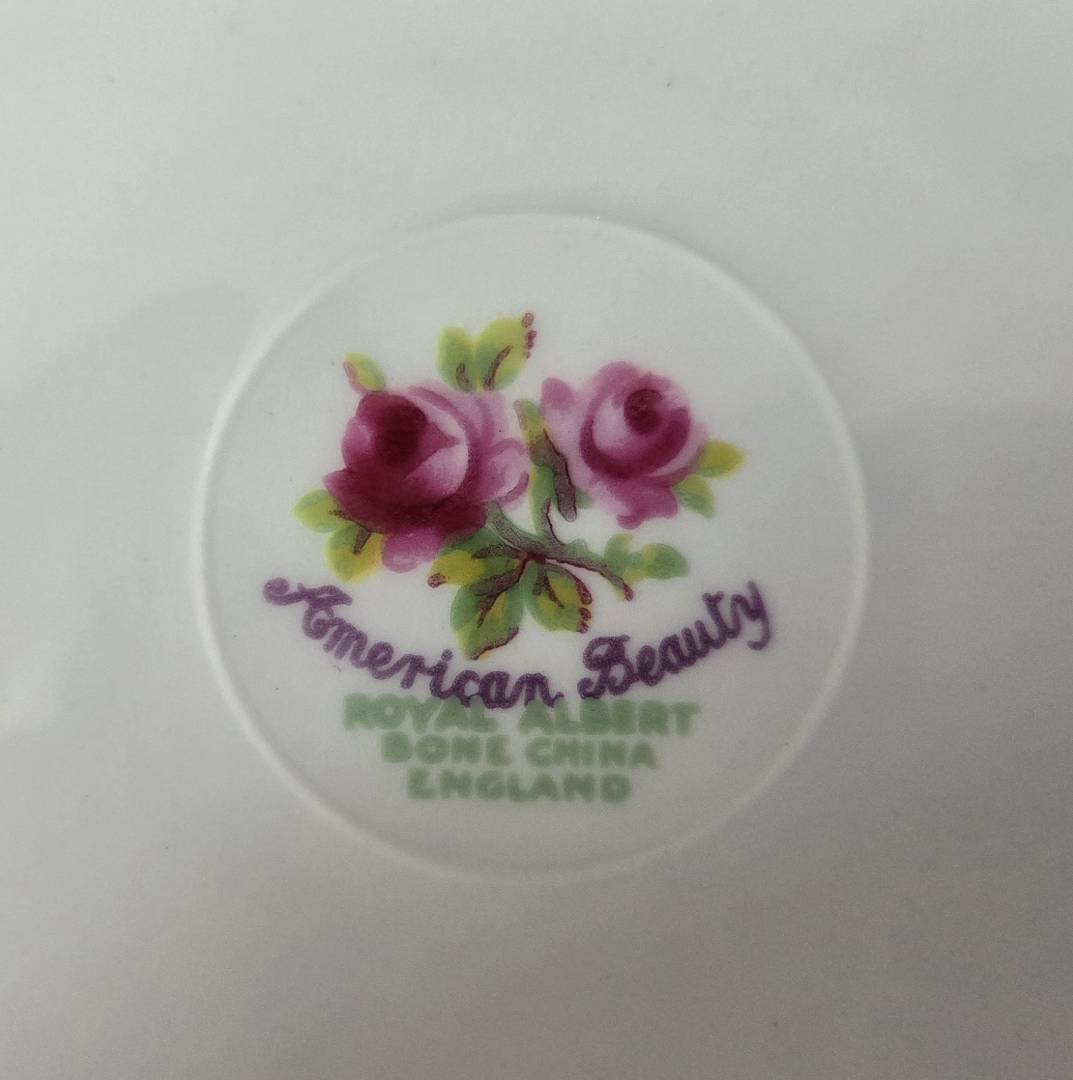 American Beauty
ROYAL ALBERT
BONE CHINA
ENGLAND